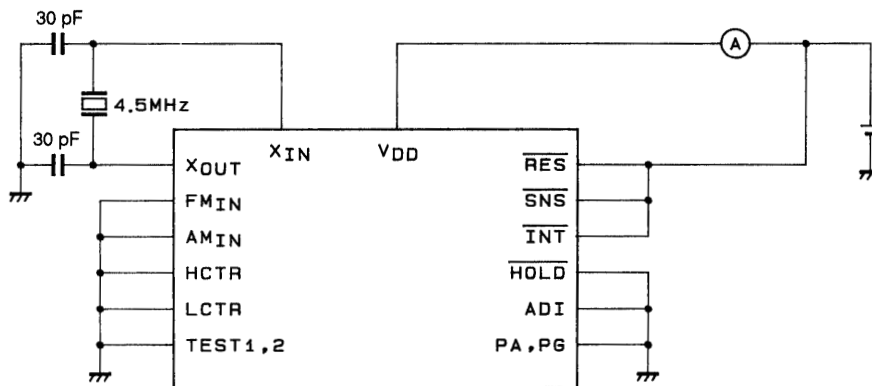 30 pF
A
4.5MHz
30 pF
XIN
VDD
XOUT
RES
FMIN
SNS
AMIN
INT
HCTR
HOLD
LCTR
ADI
TEST1,2
PA,PG